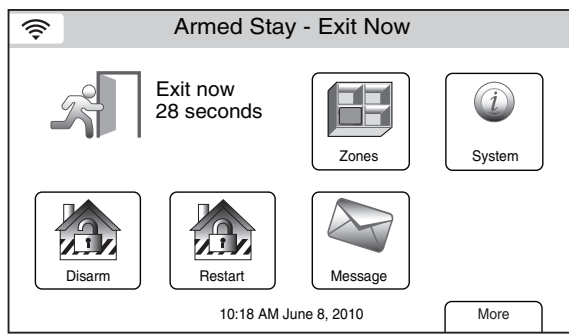 Armed Stay - Exit Now
Exit now
28 seconds
Zones
System
Disarm
Restart
Message
10:18 AM June 8, 2010
More